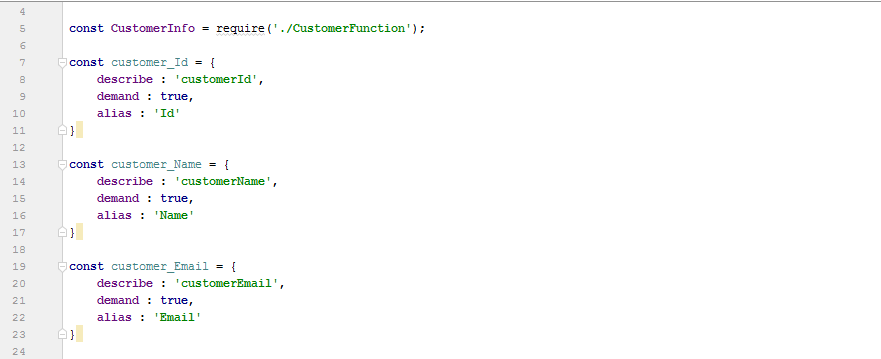 4
5 const CustomerInfo = require('./CustomerFunction');
6
7 const customer_Id = {
8 describe : 'customerId',
9 demand : true,
10 alias : 'Id'
11 }
12
13 const customer_Name = {
14 describe : 'customerName',
15 demand : true,
16 alias : 'Name'
17 }
18
19 const customer_Email = {
20 describe : 'customerEmail',
21 demand : true,
22 alias : 'Email'
23 }
24